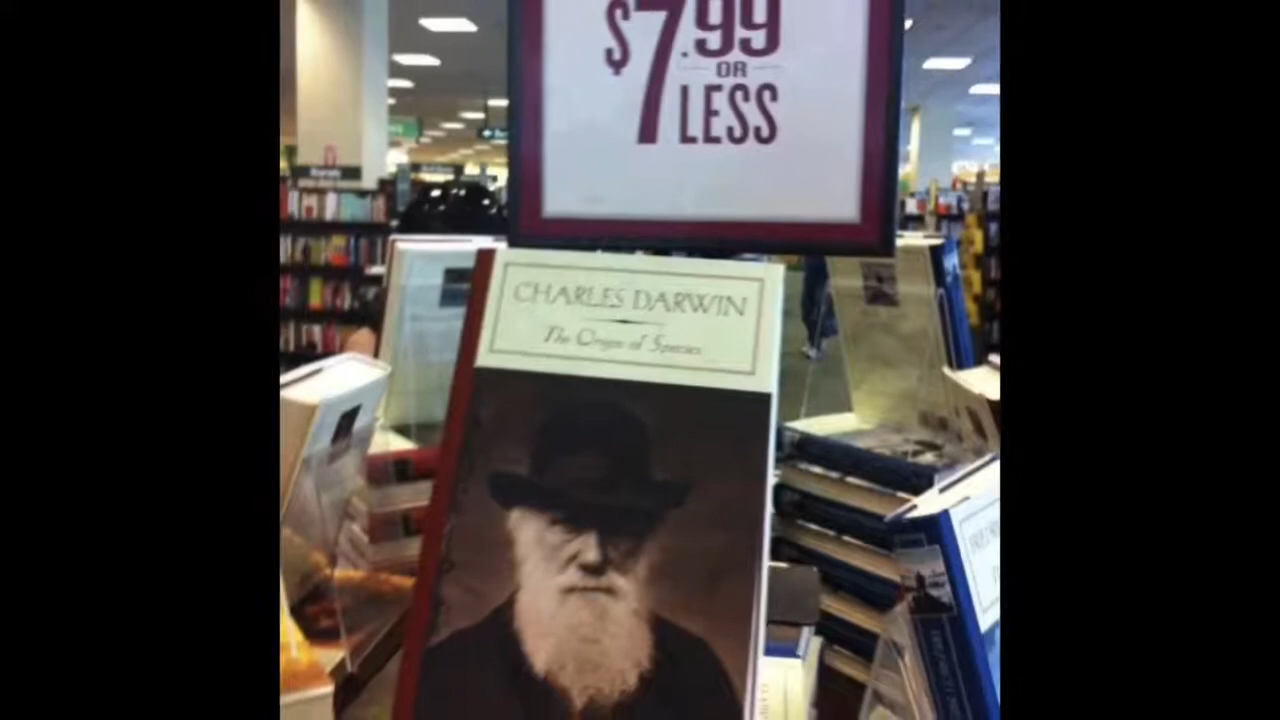 $7.99
OR
LESS
CHARLES DARWIN
The Origin of Species